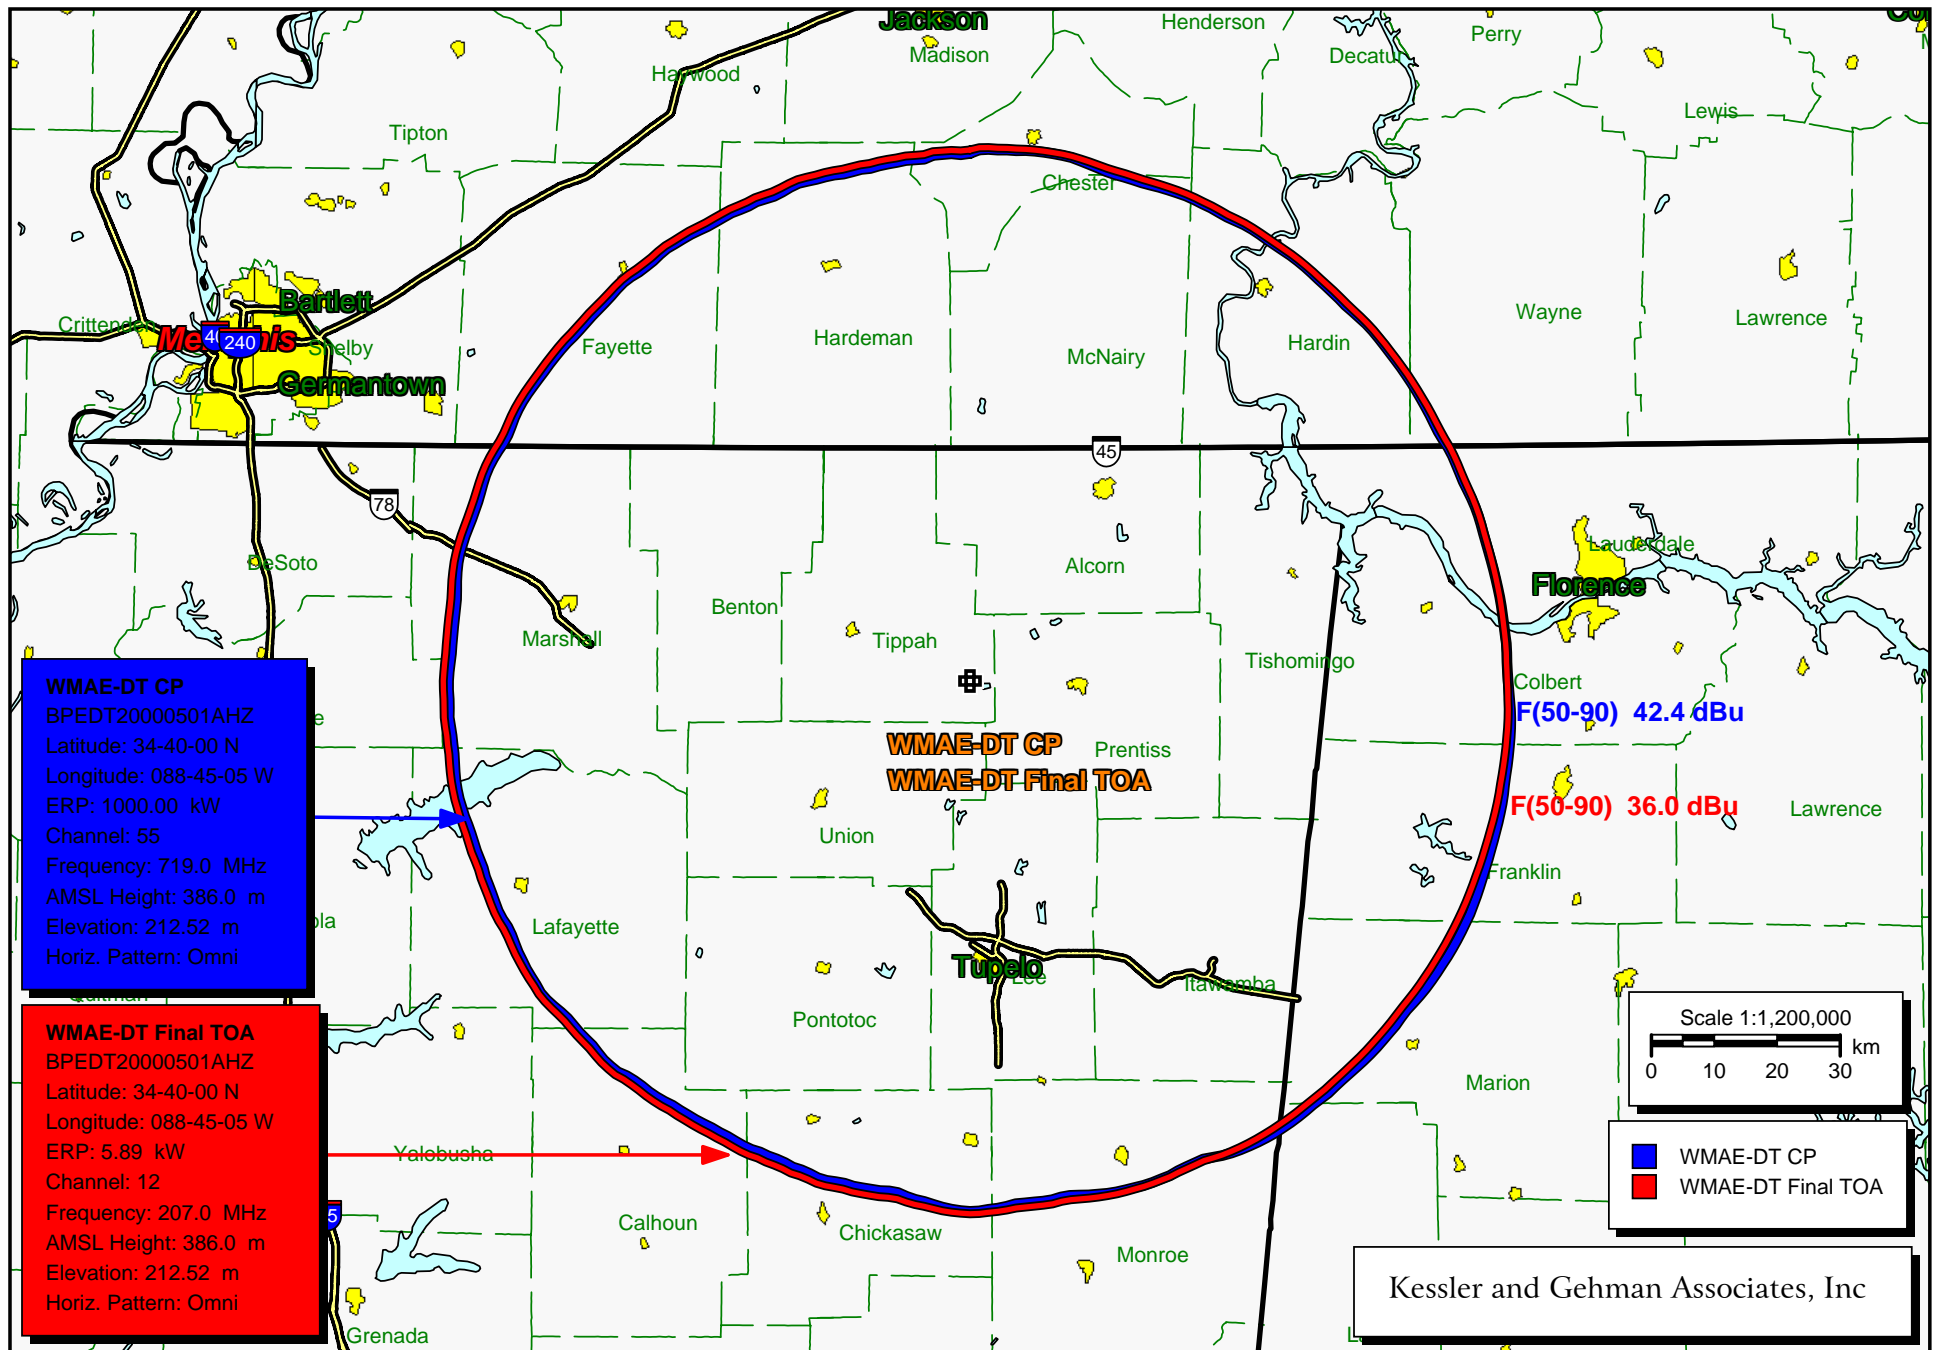 Jackson
Henderson
Perry
Madison
Decatur
Haywood
Lewis
Tipton
Chester
Bartlett
Crittenden
40
240
Shelby
Fayette
Hardeman
McNairy
Hardin
Wayne
Lawrence
Germantown
45
78
DeSoto
Alcorn
Lauderdale
Florence
Benton
Marshall
Tippah
Tishomingo
Colbert
F(50-90) 42.4 dBu
WMAE-DT CP
WMAE-DT Final TOA
Prentiss
F(50-90) 36.0 dBu
Union
Lawrence
Franklin
Lafayette
Tupelo
Lee
Itawamba
Pontotoc
Marion
Yalobusha
Calhoun
Chickasaw
Monroe
Grenada
Quitman
5
WMAE-DT CP
BPEDT20000501AHZ
Latitude: 34-40-00 N
Longitude: 088-45-05 W
ERP: 1000.00 kW
Channel: 55
Frequency: 719.0 MHz
AMSL Height: 386.0 m
Elevation: 212.52 m
Horiz. Pattern: Omni
WMAE-DT Final TOA
BPEDT20000501AHZ
Latitude: 34-40-00 N
Longitude: 088-45-05 W
ERP: 5.89 kW
Channel: 12
Frequency: 207.0 MHz
AMSL Height: 386.0 m
Elevation: 212.52 m
Horiz. Pattern: Omni
Scale 1:1,200,000
km
0 10 20 30
WMAE-DT CP
WMAE-DT Final TOA
Kessler and Gehman Associates, Inc